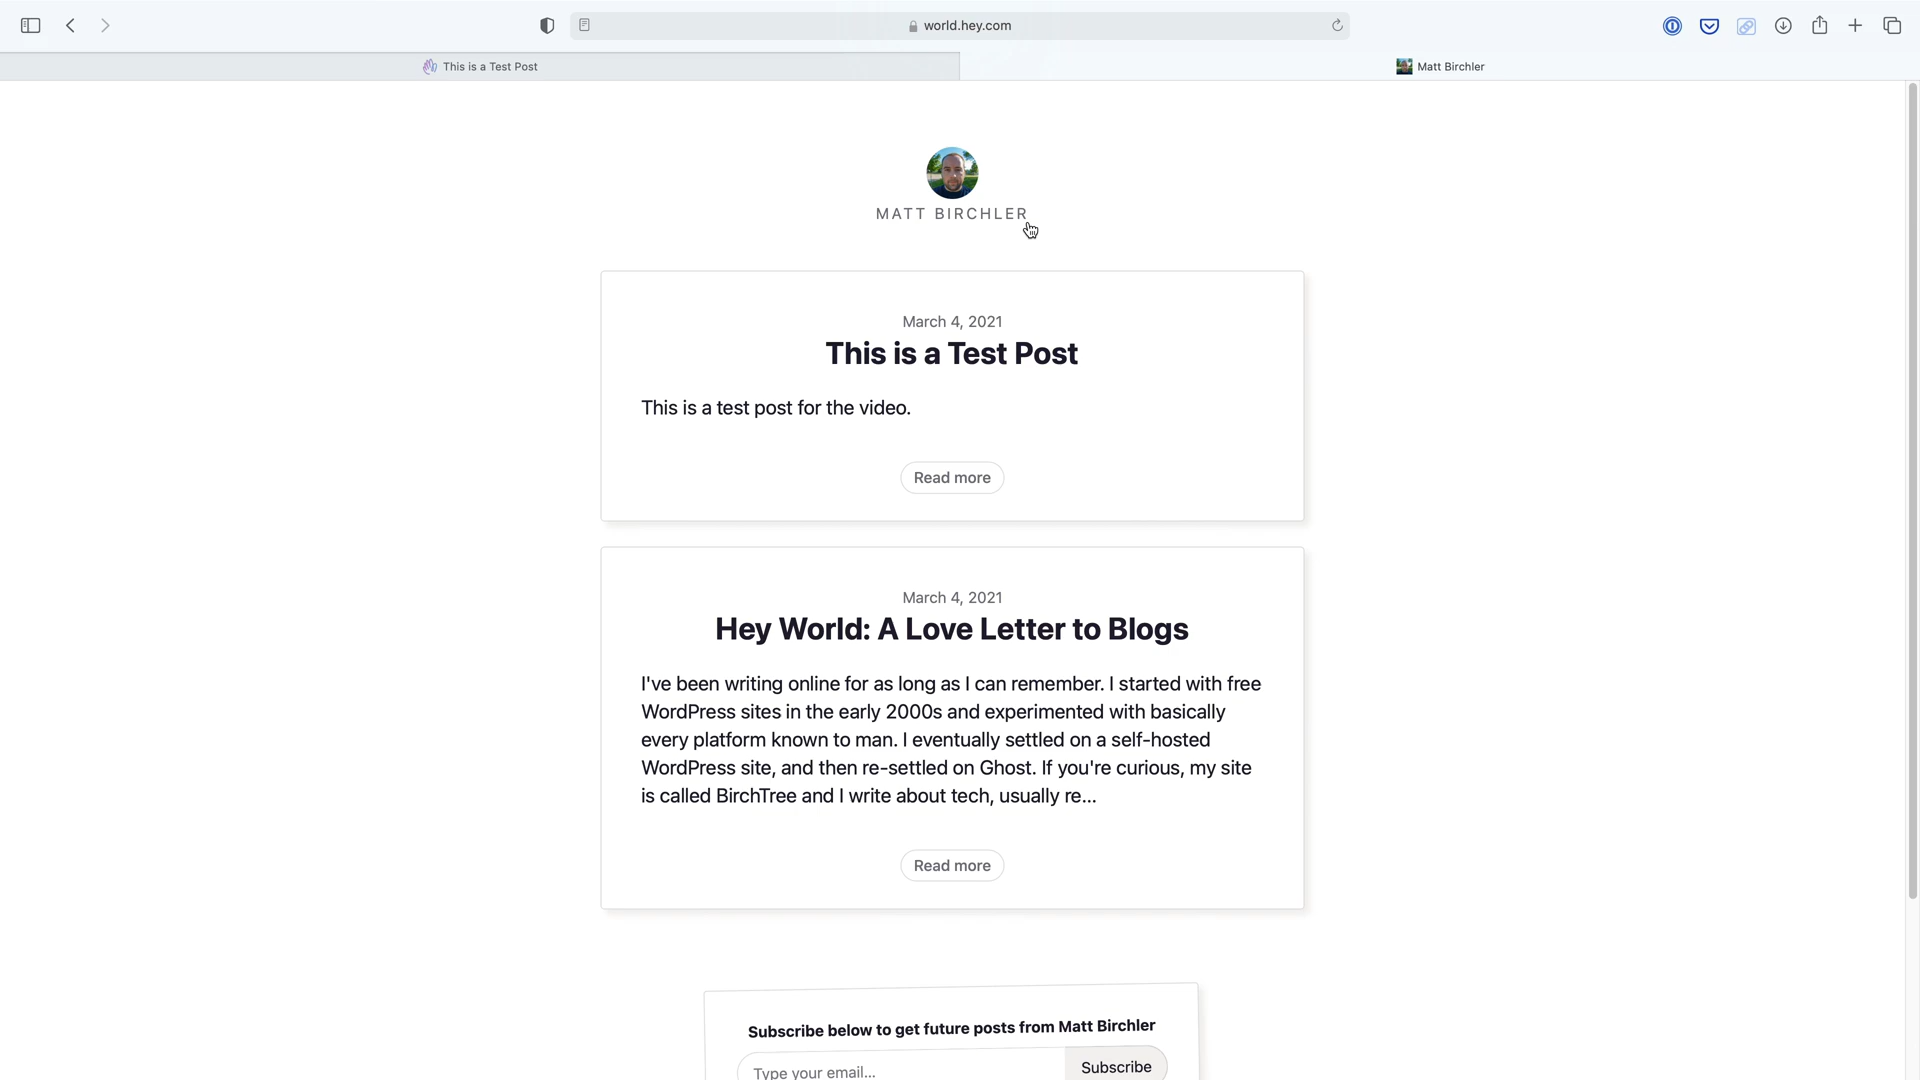 world.hey.com
This is a Test Post
Matt Birchler
MATT BIRCHLER
March 4, 2021
This is a Test Post
This is a test post for the video.
Read more
March 4, 2021
Hey World: A Love Letter to Blogs
I've been writing online for as long as I can remember. I started with free
WordPress sites in the early 2000s and experimented with basically
every platform known to man. I eventually settled on a self-hosted
WordPress site, and then re-settled on Ghost. If you're curious, my site
is called BirchTree and I write about tech, usually re...
Read more
Subscribe below to get future posts from Matt Birchler
Type your email...
Subscribe